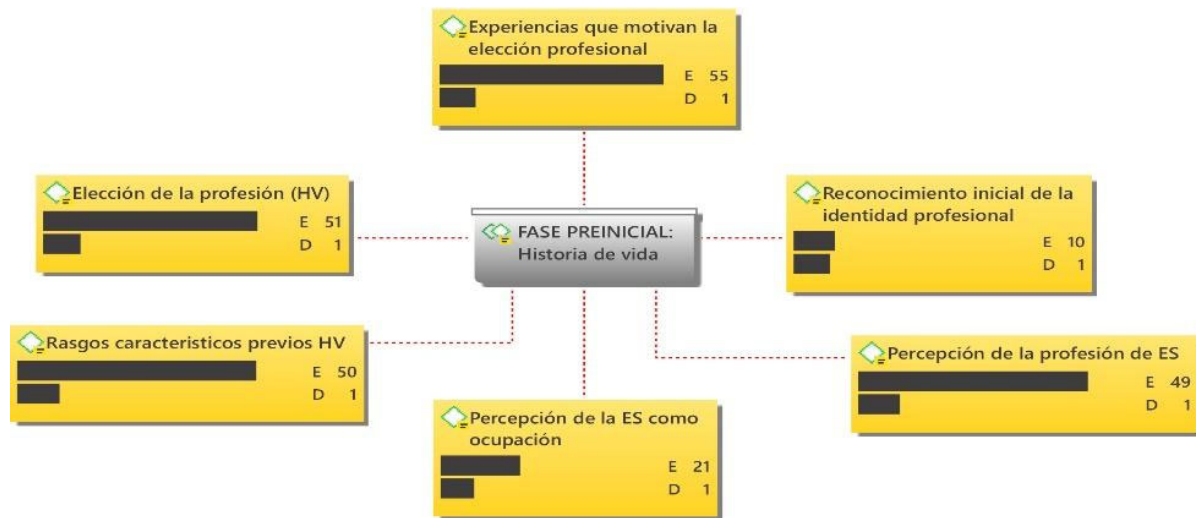 Experiencias que motivan la
elección profesional
E 55
D 1
Elección de la profesión (HV)
E 51
D 1
FASE PREINICIAL:
Historia de vida
Reconocimiento inicial de la
identidad profesional
E 10
D 1
Rasgos caracteristicos previos HV
E 50
D 1
Percepción de la ES como
ocupación
E 21
D 1
Percepción de la profesión de ES
E 49
D 1